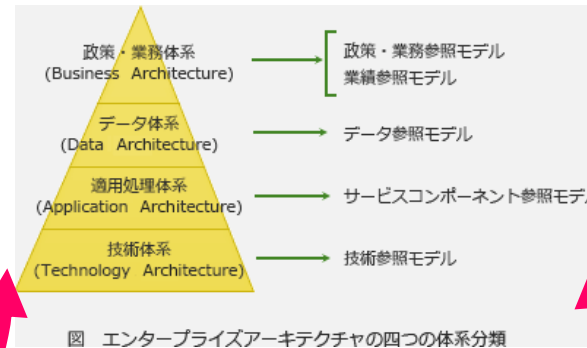 政策・業務体系
(Business Architecture)
政策・業務参照モデル
業績参照モデル
データ体系
(Data Architecture)
データ参照モデル
適用処理体系
(Application Architecture)
サービスコンポーネント参照モデ
技術体系
(Technology Architecture)
技術参照モデル
図 エンタープライズアーキテクチャの四つの体系分類